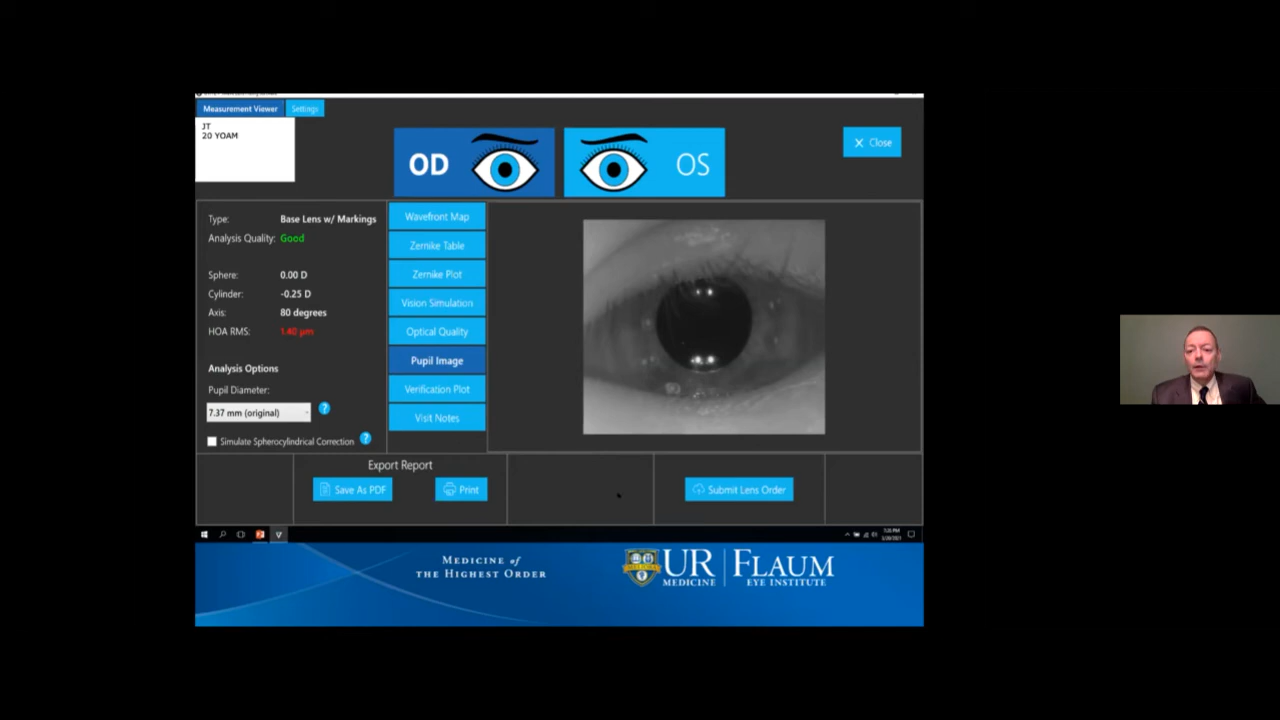 Measurement Viewer
Settings
JT
20 YOAM
OD
OS
Close
Type: Base Lens w/ Markings
Analysis Quality: Good
Sphere: 0.00 D
Cylinder: -0.25 D
Axis: 80 degrees
HOA RMS: 1.40 μm
Analysis Options
Pupil Diameter:
7.37 mm (original)
?
Simulate Spherocylindrical Correction
?
Wavefront Map
Zernike Table
Zernike Plot
Vision Simulation
Optical Quality
Pupil Image
Verification Plot
Visit Notes
Export Report
Save As PDF
Print
Submit Lens Order
MEDICINE of
THE HIGHEST ORDER
UR
MEDICINE
FLAUM
EYE INSTITUTE